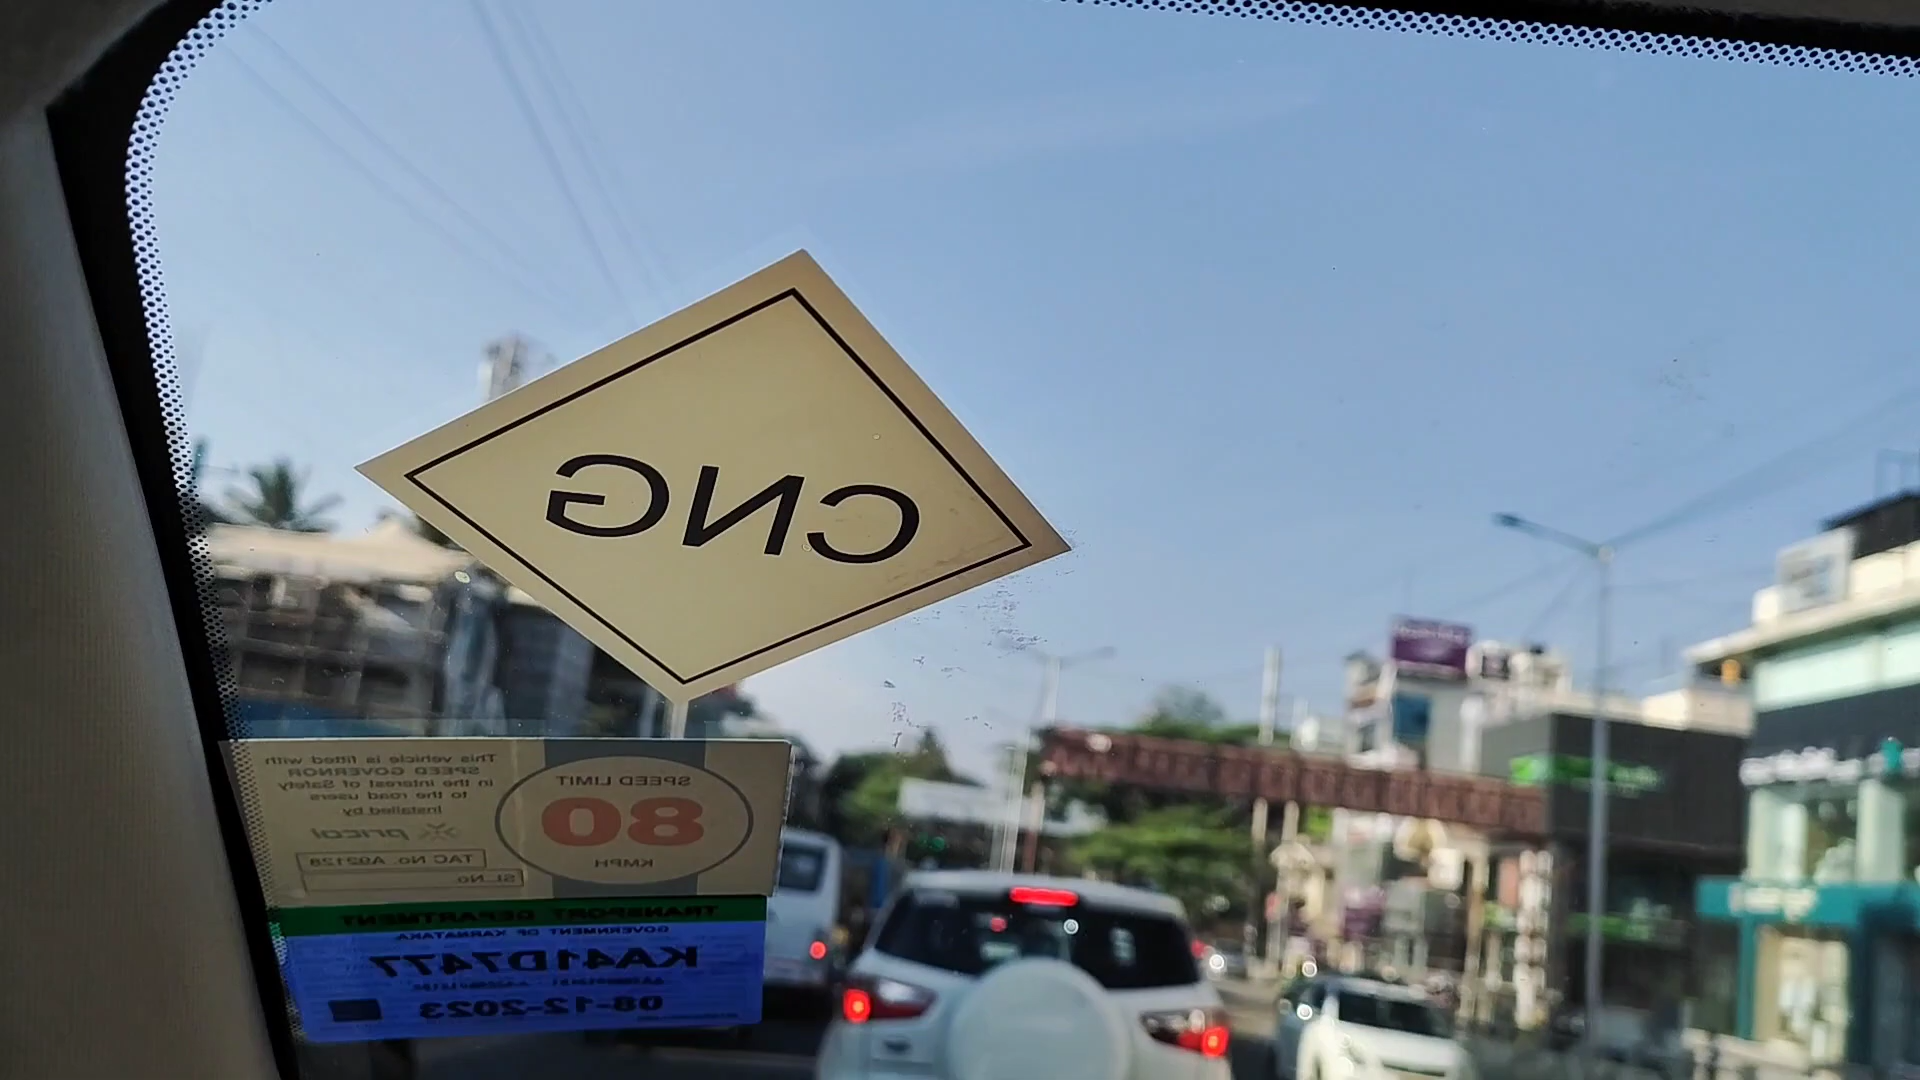 CNG
This vehicle is fitted with
SPEED GOVERNOR
in the interest of Safety
to the road users
Installed by
pricol
TAC No. A92128
SL.No.
SPEED LIMIT
80
KMPH
TRANSPORT DEPARTMENT
GOVERNMENT OF KARNATAKA
KA41D7477
08-12-2023